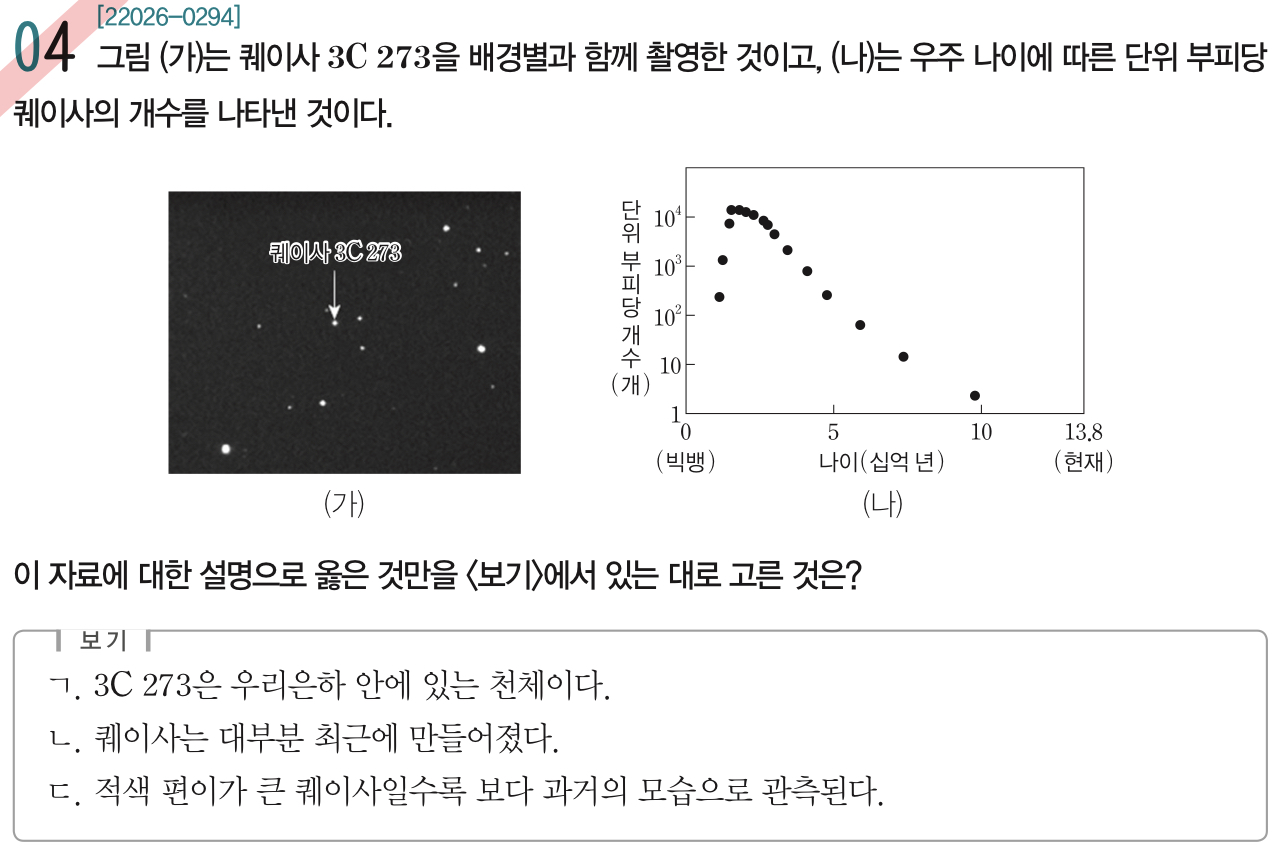 [22026-0294]
04 그림 (가)는 퀘이사 3C 273을 배경별과 함께 촬영한 것이고, (나)는 우주 나이에 따른 단위 부피당
퀘이사의 개수를 나타낸 것이다.
퀘이사 3C 273
(가)
단위 부피당 개수(개)
10⁴
10³
10²
10
1
0 5 10 13.8
(빅뱅) 나이(십억 년) (현재)
(나)
이 자료에 대한 설명으로 옳은 것만을 〈보기〉에서 있는 대로 고른 것은?
보기
ㄱ. 3C 273은 우리은하 안에 있는 천체이다.
ㄴ. 퀘이사는 대부분 최근에 만들어졌다.
ㄷ. 적색 편이가 큰 퀘이사일수록 보다 과거의 모습으로 관측된다.